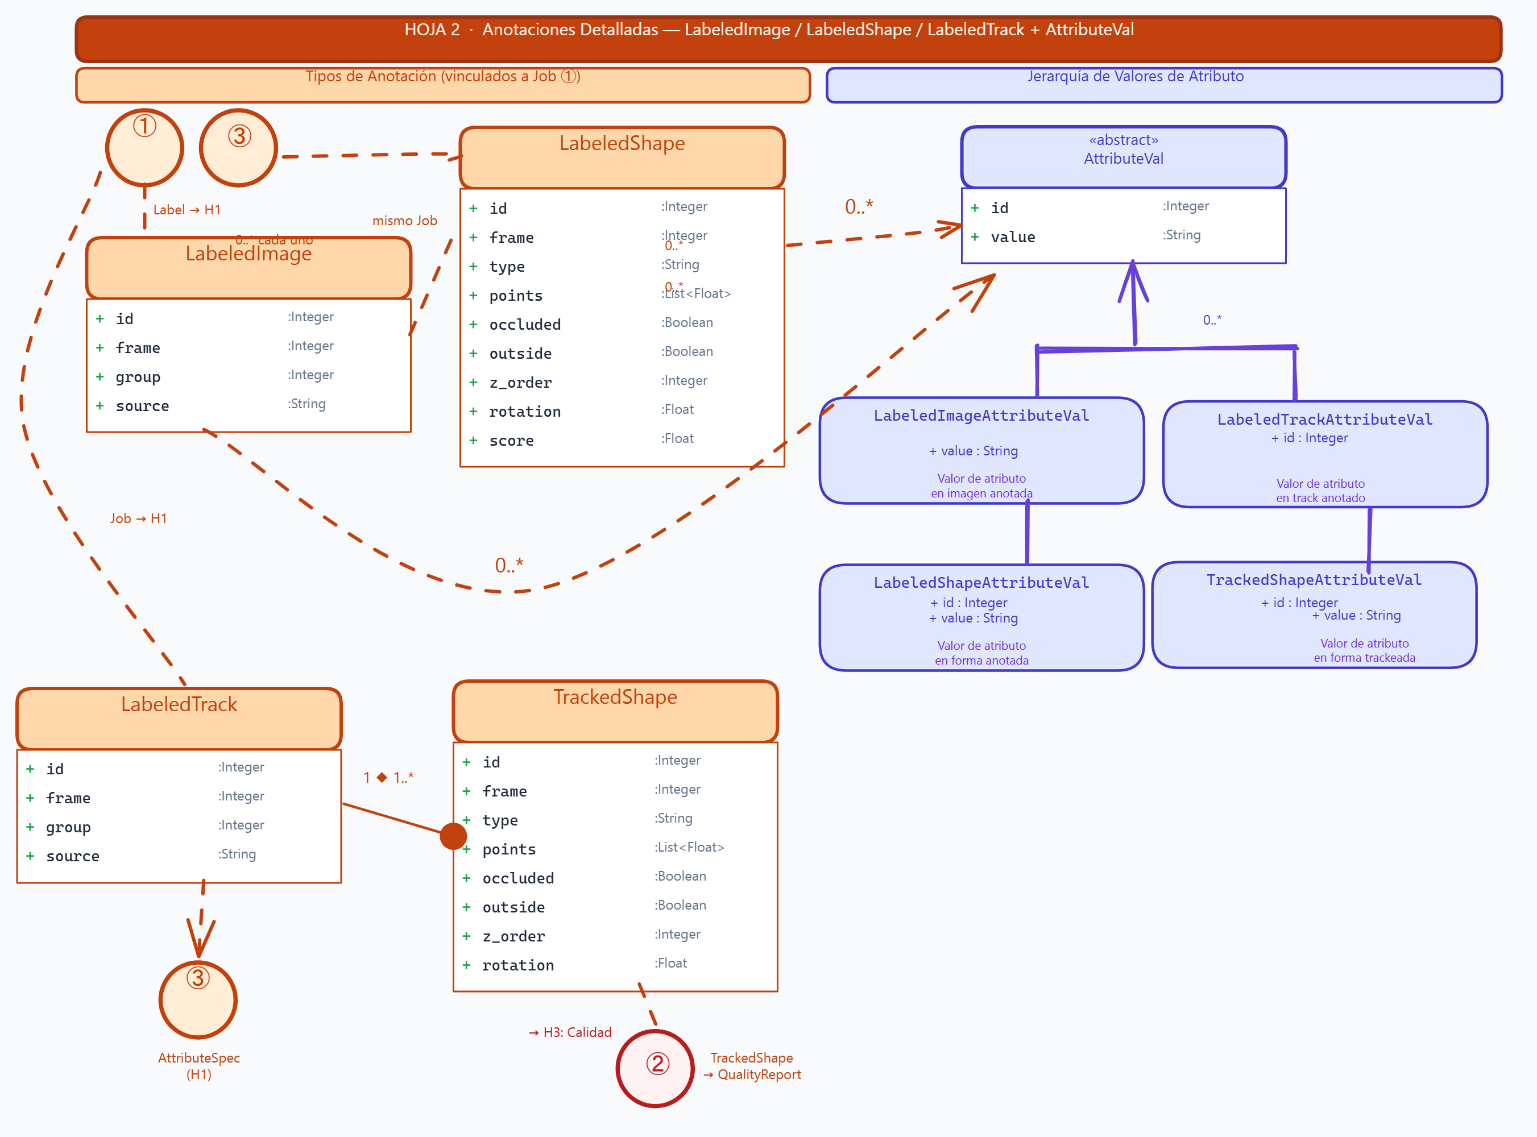 HOJA 2 · Anotaciones Detalladas — LabeledImage / LabeledShape / LabeledTrack + AttributeVal
Tipos de Anotación (vinculados a Job ①)
Jerarquía de Valores de Atributo
①
③
Label → H1
0..* cada uno
mismo Job
LabeledImage
+ id :Integer
+ frame :Integer
+ group :Integer
+ source :String
LabeledShape
+ id :Integer
+ frame :Integer
0..*
+ type :String
0..*
+ points :List<Float>
+ occluded :Boolean
+ outside :Boolean
+ z_order :Integer
+ rotation :Float
+ score :Float
0..*
«abstract»
AttributeVal
+ id :Integer
+ value :String
0..*
LabeledImageAttributeVal
+ value : String
Valor de atributo
en imagen anotada
LabeledTrackAttributeVal
+ id : Integer
Valor de atributo
en track anotado
LabeledShapeAttributeVal
+ id : Integer
+ value : String
Valor de atributo
en forma anotada
TrackedShapeAttributeVal
+ id : Integer
+ value : String
Valor de atributo
en forma trackeada
Job → H1
0..*
LabeledTrack
+ id :Integer
+ frame :Integer
+ group :Integer
+ source :String
1 ◆ 1..*
TrackedShape
+ id :Integer
+ frame :Integer
+ type :String
+ points :List<Float>
+ occluded :Boolean
+ outside :Boolean
+ z_order :Integer
+ rotation :Float
③
AttributeSpec
(H1)
→ H3: Calidad
②
TrackedShape
→ QualityReport